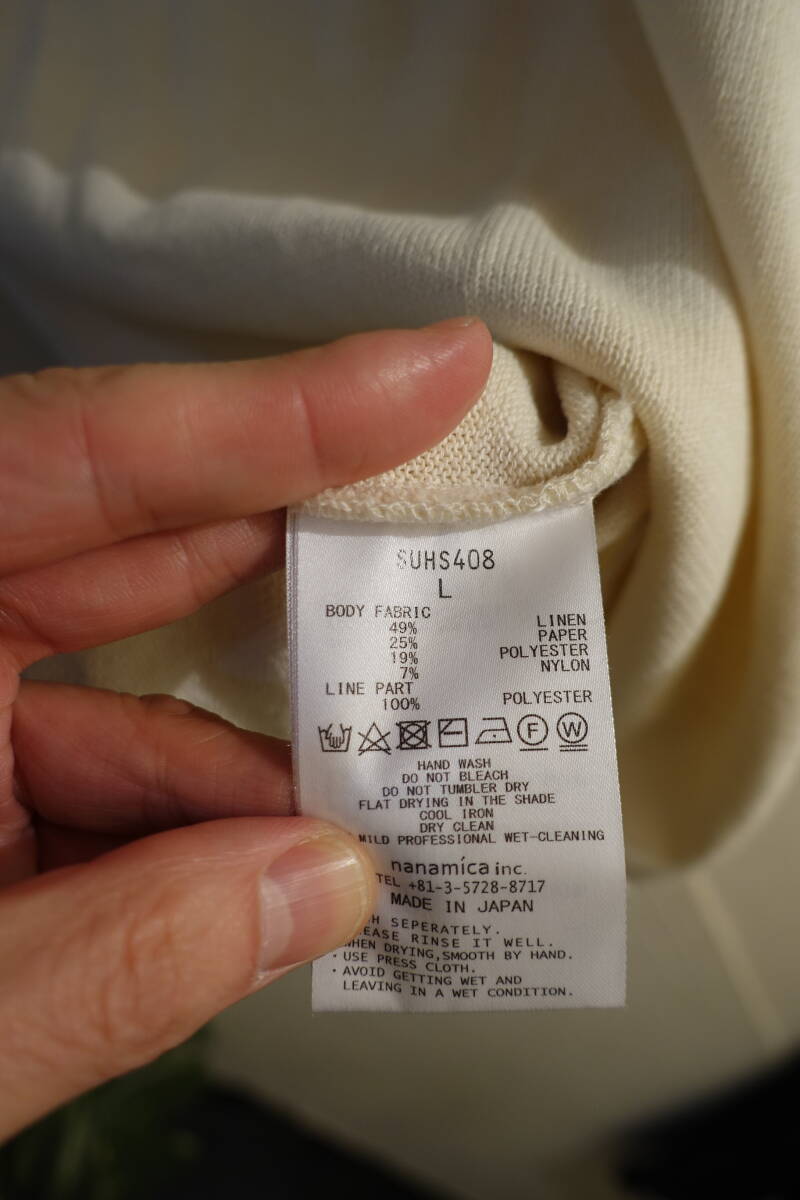 SUHS408
L
BODY FABRIC
49% LINEN
25% PAPER
19% POLYESTER
7% NYLON
LINE PART
100% POLYESTER
F W
HAND WASH
DO NOT BLEACH
DO NOT TUMBLER DRY
FLAT DRYING IN THE SHADE
COOL IRON
DRY CLEAN
MILD PROFESSIONAL WET-CLEANING
nanamíca inc.
TEL +81-3-5728-8717
MADE IN JAPAN
SEPERATELY.
RINSE IT WELL.
WHEN DRYING,SMOOTH BY HAND.
・USE PRESS CLOTH.
・AVOID GETTING WET AND
LEAVING IN A WET CONDITION.